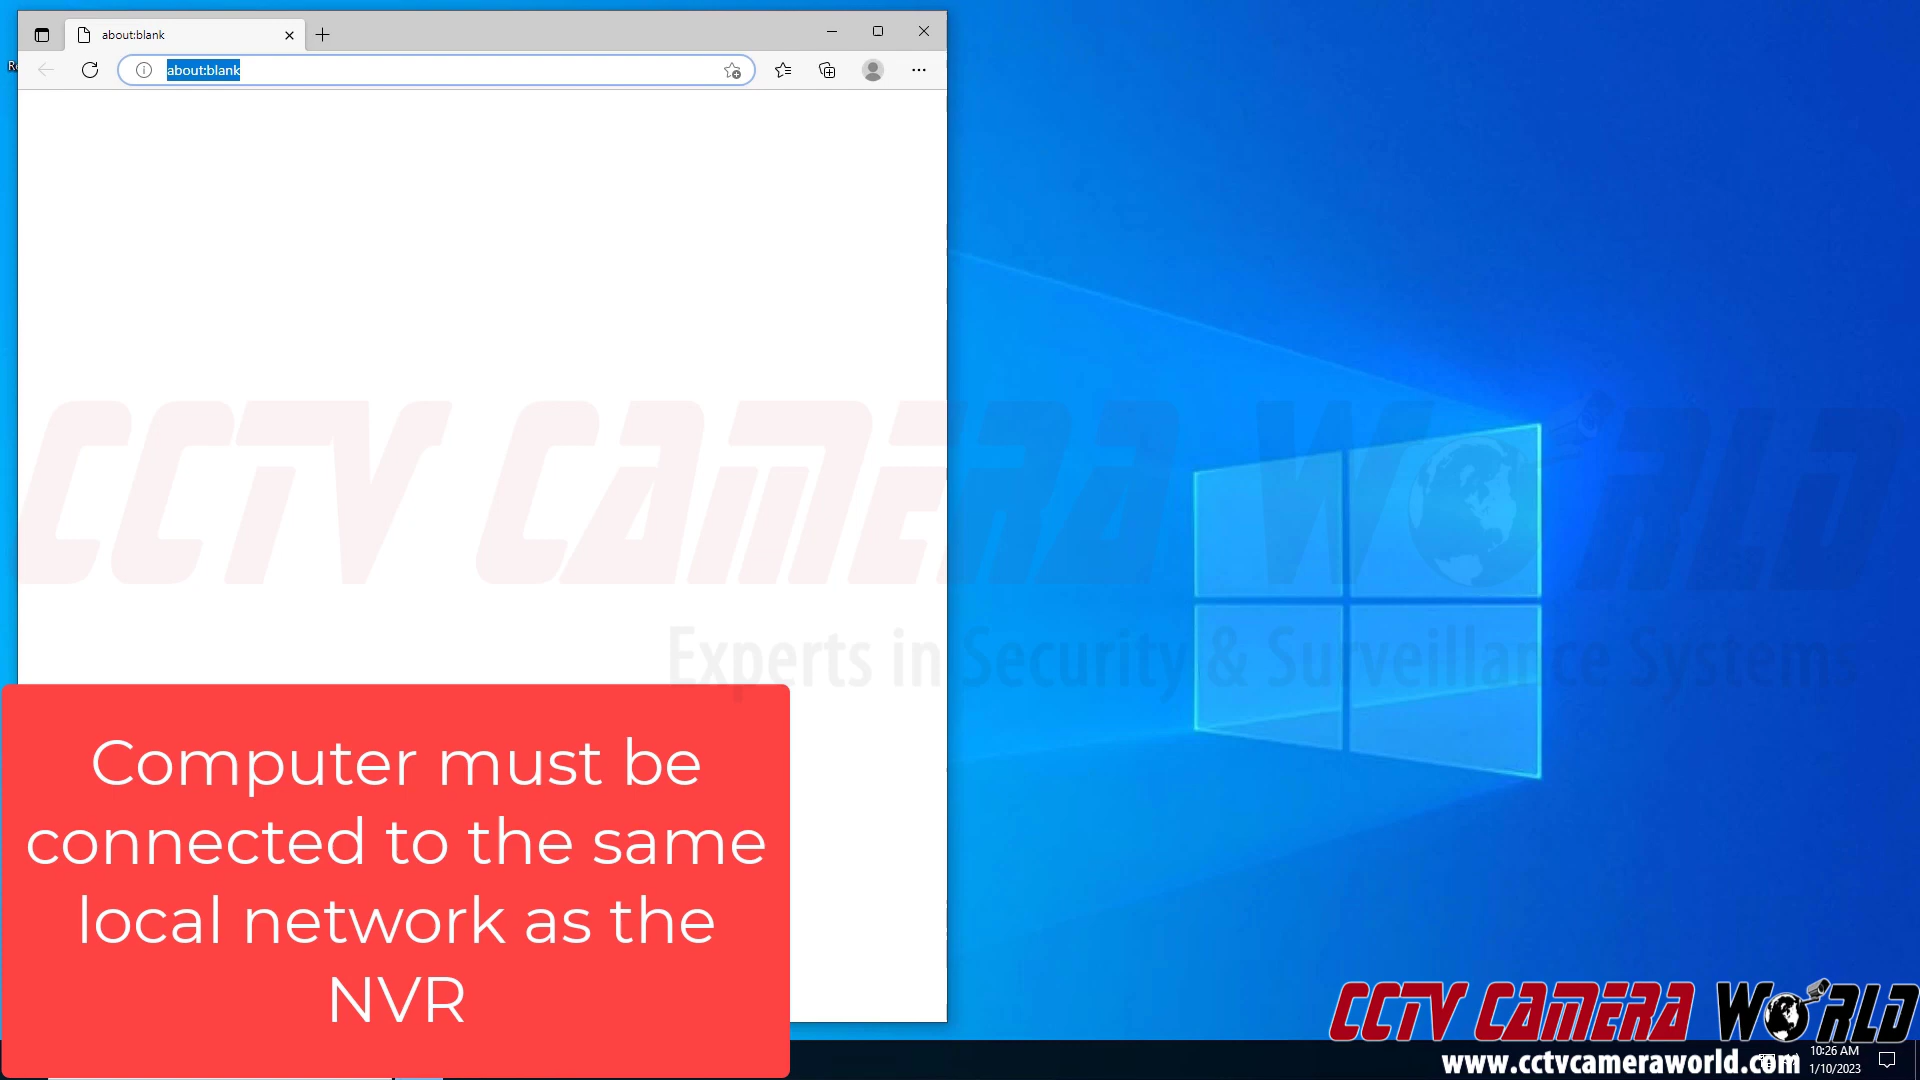 about:blank
Re
about:blank
CCTV CAMERA WORLD
Experts in Security & Surveillance Systems
Computer must be
connected to the same
local network as the
NVR
CCTV CAMERA WORLD
www.cctvcameraworld.com
10:26 AM
1/10/2023